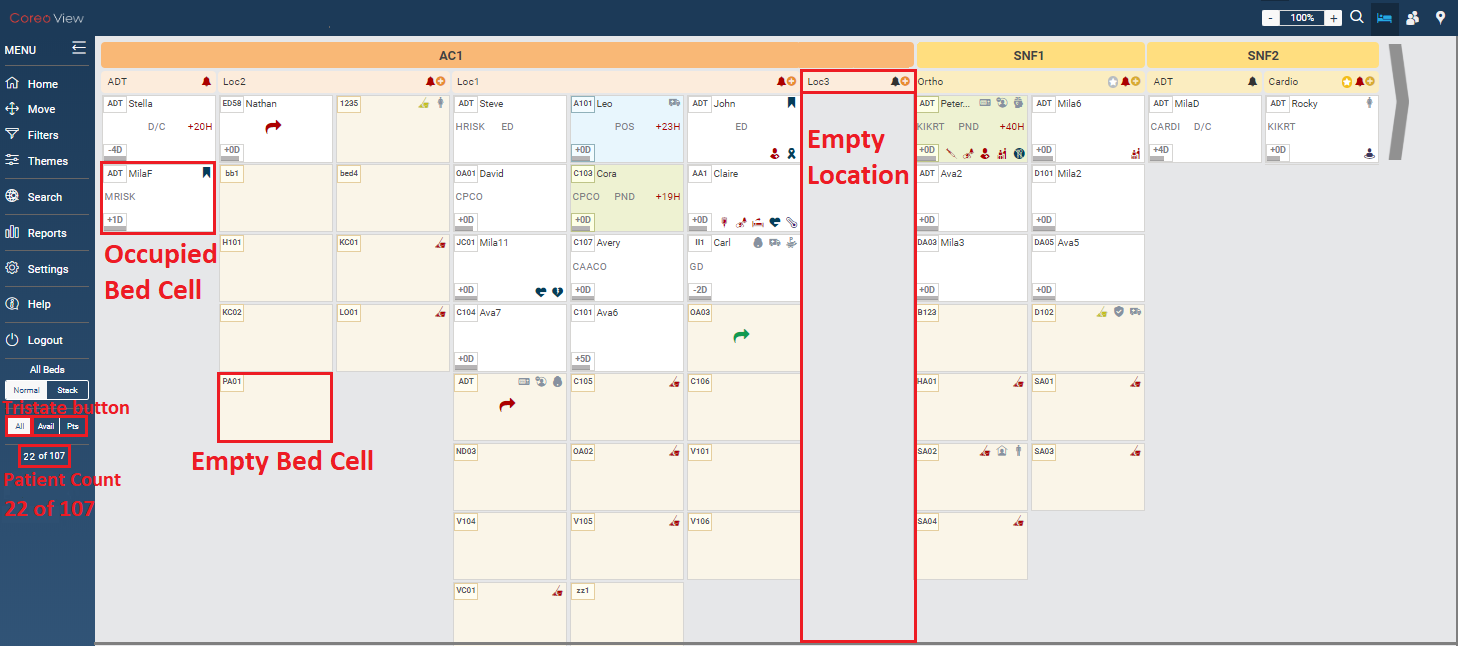 Coreo View
- 100% +
MENU
Home
Move
Filters
Themes
Search
Reports
Settings
Help
Logout
All Beds
Normal Stack
Tristate button
All Avail Pts
22 of 107
Patient Count
22 of 107
AC1 SNF1 SNF2
ADT Loc2 Loc1 Loc3 Ortho ADT Cardio
ADT Stella
D/C +20H
-4D
ED58 Nathan
+0D
1235
ADT Steve
HRISK ED
A101 Leo
POS +23H
+0D
ADT John
ED
ADT Peter...
KIKRT PND +40H
+0D
ADT Mila6
+0D
ADT MilaD
CARDI D/C
+4D
ADT Rocky
KIKRT
+0D
ADT MilaF
MRISK
+1D
bb1
bed4
OA01 David
CPCO
+0D
C103 Cora
CPCO PND +19H
+0D
AA1 Claire
+0D
ADT Ava2
+0D
D101 Mila2
+0D
Empty
Location
Occupied
Bed Cell
H101
KC01
JC01 Mila11
+0D
C107 Avery
CAACO
+0D
II1 Carl
GD
-2D
DA03 Mila3
+0D
DA05 Ava5
+0D
KC02
LO01
C104 Ava7
+0D
C101 Ava6
+5D
OA03
B123
D102
PA01
ADT
C105
C106
HA01
SA01
Empty Bed Cell
ND03
OA02
V101
SA02
SA03
V104
V105
V106
SA04
VC01
zz1